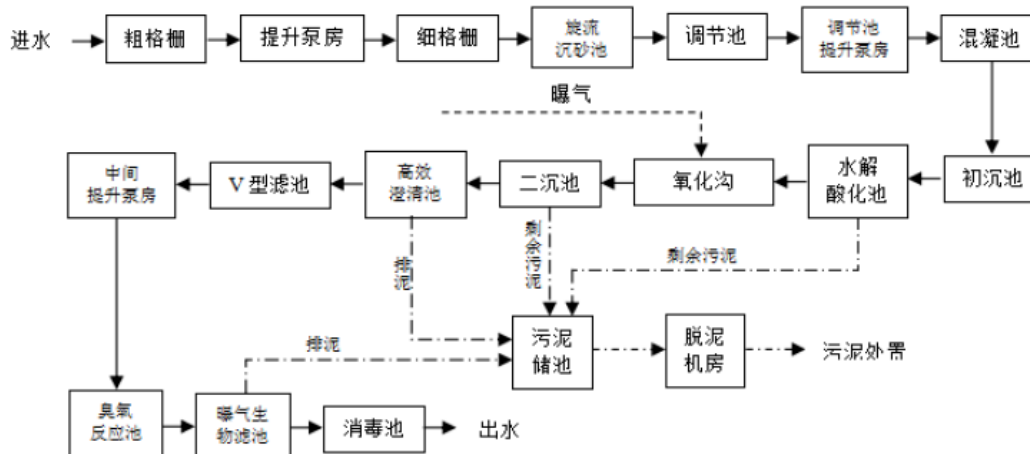 进水
粗格栅
提升泵房
细格栅
旋流
沉砂池
调节池
调节池
提升泵房
混凝池
曝气
中间
提升泵房
V型滤池
高效
澄清池
二沉池
氧化沟
水解
酸化池
初沉池
排泥
剩余污泥
剩余污泥
排泥
污泥
储池
脱泥
机房
污泥处置
臭氧
反应池
曝气生
物滤池
消毒池
出水